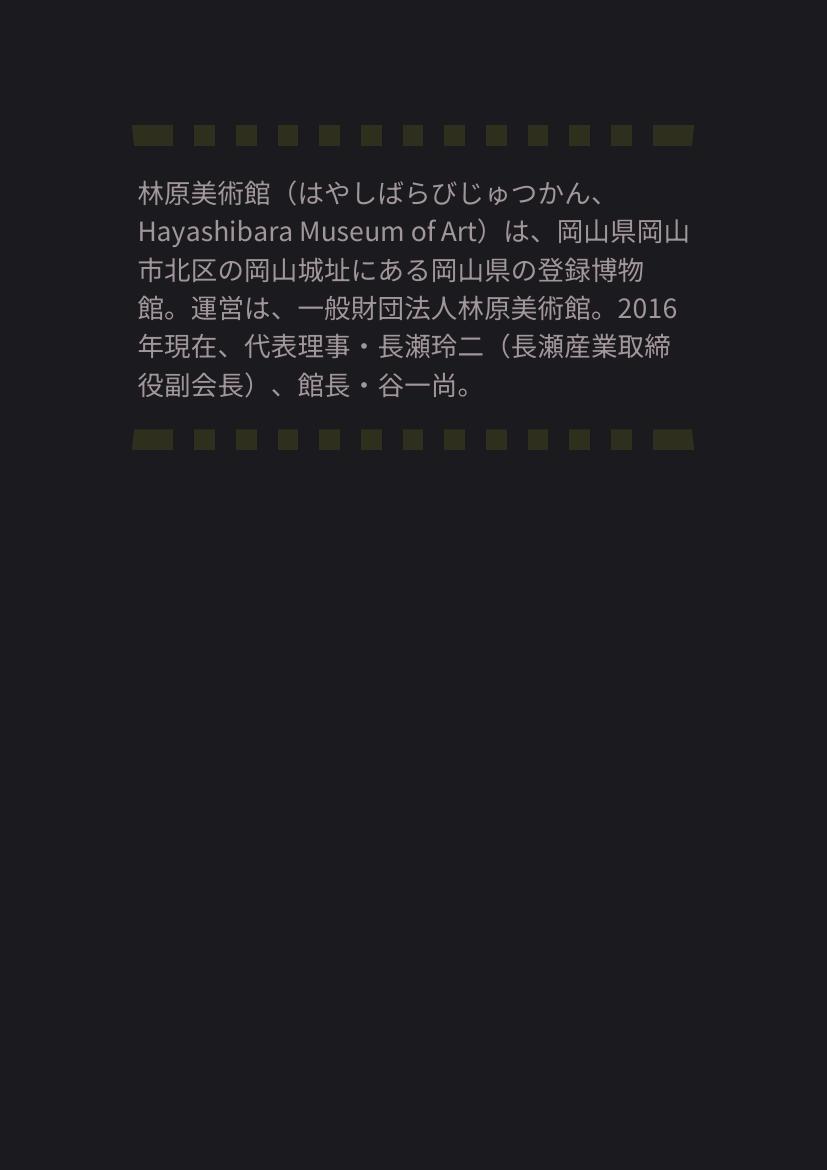 林原美術館（はやしばらびじゅつかん、
Hayashibara Museum of Art）は、岡山県岡山
市北区の岡山城址にある岡山県の登録博物
館。運営は、一般財団法人林原美術館。2016
年現在、代表理事・長瀬玲二（長瀬産業取締
役副会長）、館長・谷一尚。